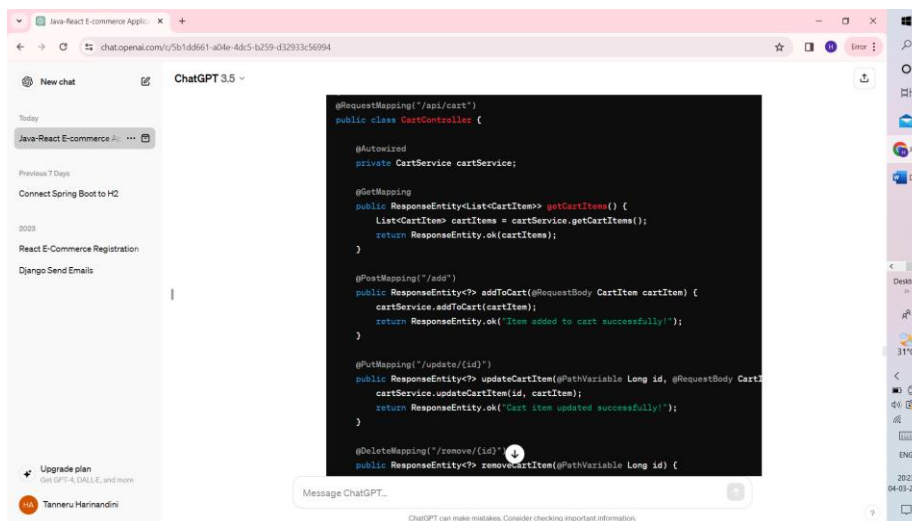 Java-React E-commerce Applic
chat.openai.com/c/5b1dd661-a04e-4dc5-b259-d32933c56994
Error
New chat
ChatGPT 3.5
Today
Java-React E-commerce A
Previous 7 Days
Connect Spring Boot to H2
2023
React E-Commerce Registration
Django Send Emails
@RequestMapping("/api/cart")
public class CartController {
@Autowired
private CartService cartService;
@GetMapping
public ResponseEntity<List<CartItem>> getCartItems() {
List<CartItem> cartItems = cartService.getCartItems();
return ResponseEntity.ok(cartItems);
}
@PostMapping("/add")
public ResponseEntity<?> addToCart(@RequestBody CartItem cartItem) {
cartService.addToCart(cartItem);
return ResponseEntity.ok("Item added to cart successfully!");
}
@PutMapping("/update/{id}")
public ResponseEntity<?> updateCartItem(@PathVariable Long id, @RequestBody CartI
cartService.updateCartItem(id, cartItem);
return ResponseEntity.ok("Cart item updated successfully!");
}
@DeleteMapping("/remove/{id}")
public ResponseEntity<?> removeCartItem(@PathVariable Long id) {
Upgrade plan
Get GPT-4, DALL·E, and more
Tanneru Harinandini
HA
Message ChatGPT...
ChatGPT can make mistakes. Consider checking important information.
?
H
Desk
31°
ENG
20:2
04-03-2